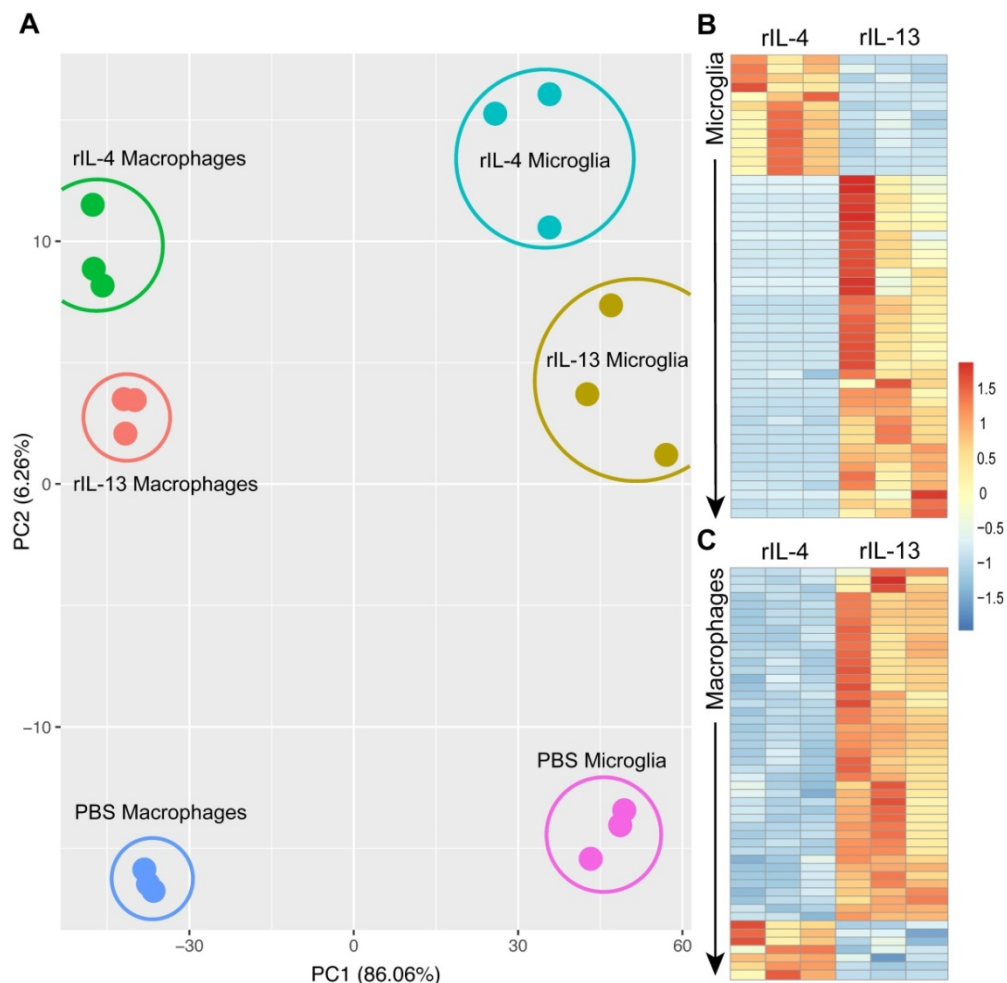 A
rIL-4 Macrophages
rIL-4 Microglia
rIL-13 Microglia
rIL-13 Macrophages
PBS Microglia
PBS Macrophages
10
0
−10
PC2 (6.26%)
−30
0
30
60
PC1 (86.06%)
B
rIL-4
rIL-13
Microglia
1.5
1
0.5
0
−0.5
−1
−1.5
C
rIL-4
rIL-13
Macrophages